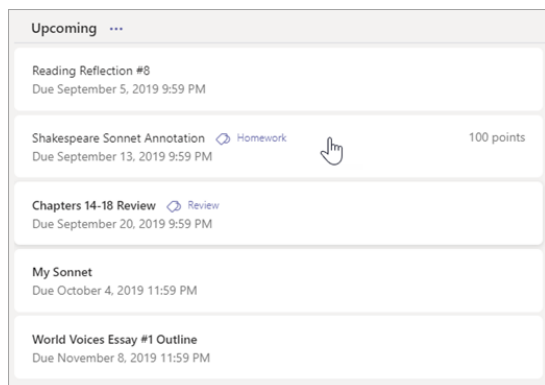 Upcoming ...
Reading Reflection #8
Due September 5, 2019 9:59 PM
Shakespeare Sonnet Annotation Homework 100 points
Due September 13, 2019 9:59 PM
Chapters 14-18 Review Review
Due September 20, 2019 9:59 PM
My Sonnet
Due October 4, 2019 11:59 PM
World Voices Essay #1 Outline
Due November 8, 2019 11:59 PM